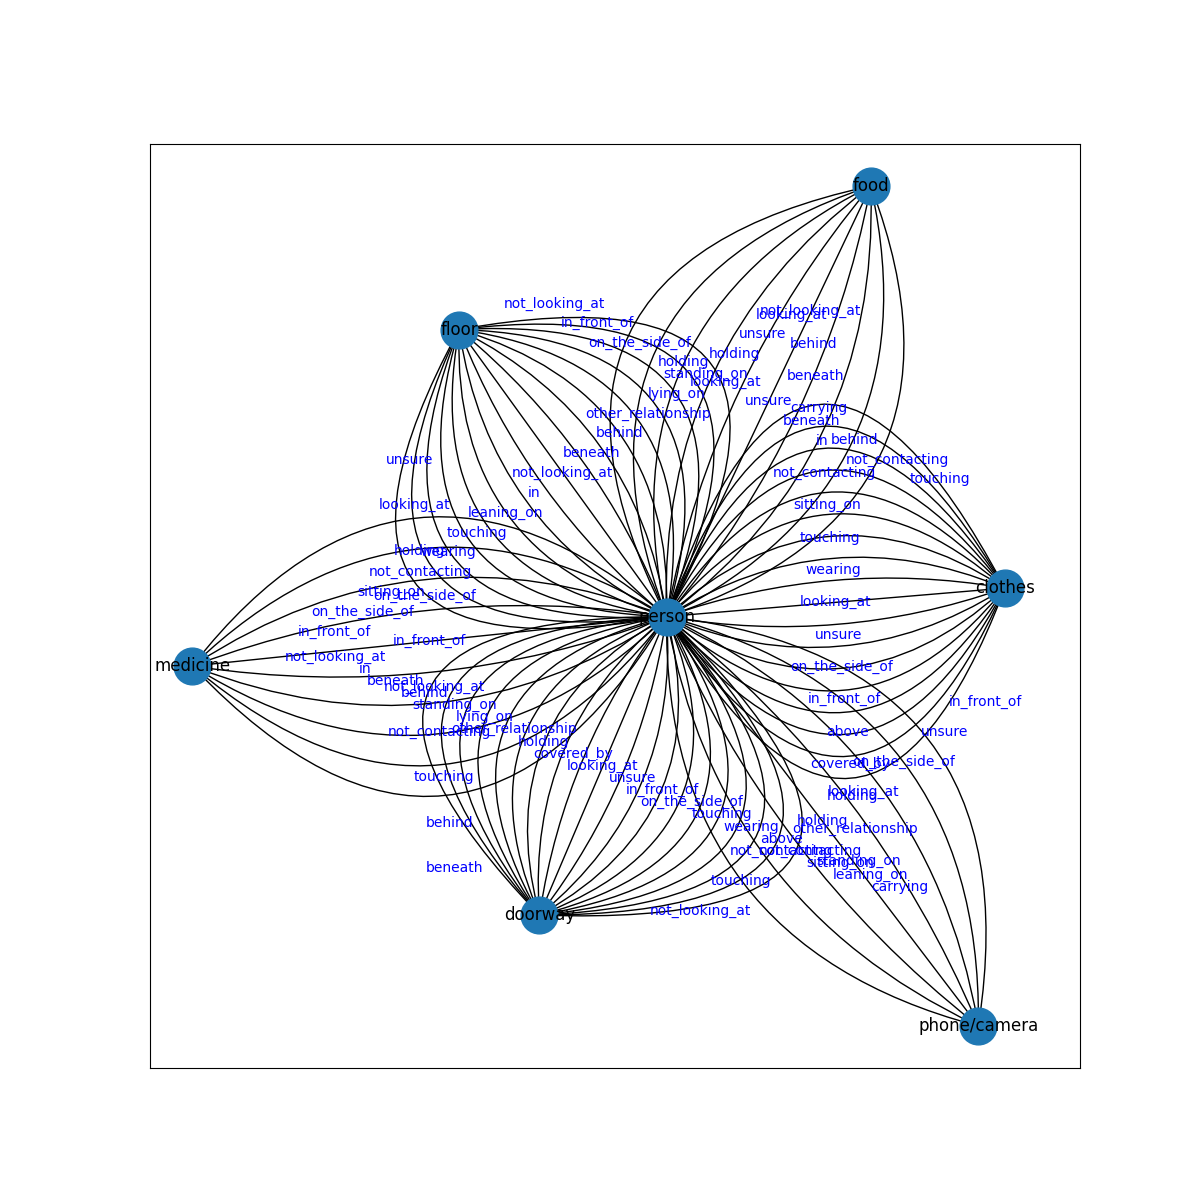 food
not_looking_at
not_looking_at
in_front_of
looking_at
floor
unsure
on_the_side_of
behind
holding
holding
standing_on
beneath
looking_at
lying_on
unsure
carrying
other_relationship
beneath
behind
in
behind
beneath
unsure
not_contacting
not_looking_at
not_contacting
touching
in
looking_at
sitting_on
leaning_on
touching
touching
holding
wearing
not_contacting
wearing
clothes
sitting_on
on_the_side_of
looking_at
on_the_side_of
person
in_front_of
unsure
in_front_of
not_looking_at
medicine
in
on_the_side_of
beneath
not_looking_at
behind
in_front_of
in_front_of
standing_on
lying_on
other_relationship
not_contacting
above
unsure
holding
covered_by
looking_at
covered_by
on_the_side_of
touching
unsure
in_front_of
looking_at
holding
on_the_side_of
touching
behind
holding
wearing
other_relationship
above
not_contacting
not_contacting
sitting_on
standing_on
beneath
leaning_on
touching
carrying
not_looking_at
doorway
phone/camera